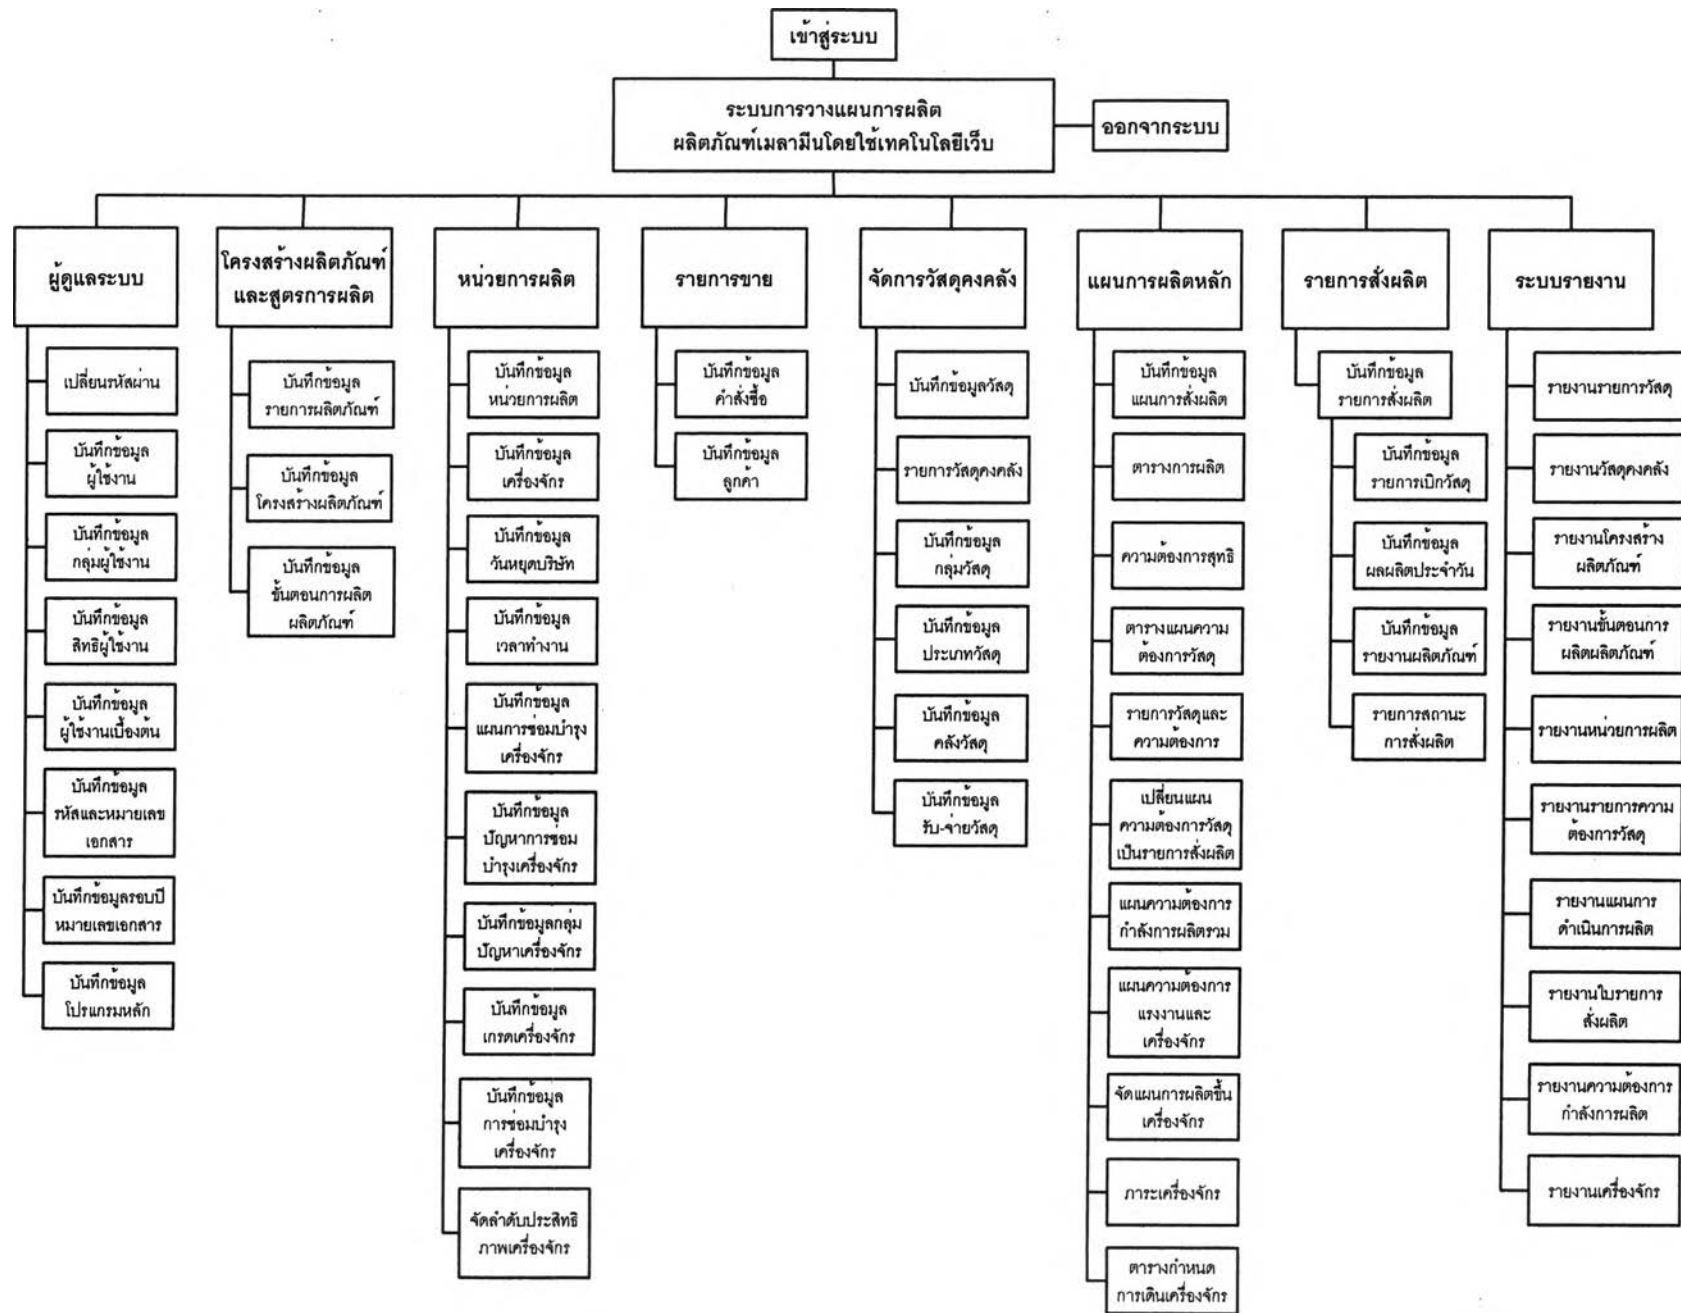 เข้าสู่ระบบ
ระบบการวางแผนการผลิต
ผลิตภัณฑ์เมลามีนโดยใช้เทคโนโลยีเว็บ
ออกจากระบบ
ผู้ดูแลระบบ
เปลี่ยนรหัสผ่าน
บันทึกข้อมูล
ผู้ใช้งาน
บันทึกข้อมูล
กลุ่มผู้ใช้งาน
บันทึกข้อมูล
สิทธิผู้ใช้งาน
บันทึกข้อมูล
ผู้ใช้งานเบื้องต้น
บันทึกข้อมูล
รหัสและหมายเลข
เอกสาร
บันทึกข้อมูลรอบปี
หมายเลขเอกสาร
บันทึกข้อมูล
โปรแกรมหลัก
โครงสร้างผลิตภัณฑ์
และสูตรการผลิต
บันทึกข้อมูล
รายการผลิตภัณฑ์
บันทึกข้อมูล
โครงสร้างผลิตภัณฑ์
บันทึกข้อมูล
ขั้นตอนการผลิต
ผลิตภัณฑ์
หน่วยการผลิต
บันทึกข้อมูล
หน่วยการผลิต
บันทึกข้อมูล
เครื่องจักร
บันทึกข้อมูล
วันหยุดบริษัท
บันทึกข้อมูล
เวลาทำงาน
บันทึกข้อมูล
แผนการซ่อมบำรุง
เครื่องจักร
บันทึกข้อมูล
ปัญหาการซ่อม
บำรุงเครื่องจักร
บันทึกข้อมูลกลุ่ม
ปัญหาเครื่องจักร
บันทึกข้อมูล
เกรดเครื่องจักร
บันทึกข้อมูล
การซ่อมบำรุง
เครื่องจักร
จัดลำดับประสิทธิ
ภาพเครื่องจักร
รายการขาย
บันทึกข้อมูล
คำสั่งซื้อ
บันทึกข้อมูล
ลูกค้า
จัดการวัสดุคงคลัง
บันทึกข้อมูลวัสดุ
รายการวัสดุคงคลัง
บันทึกข้อมูล
กลุ่มวัสดุ
บันทึกข้อมูล
ประเภทวัสดุ
บันทึกข้อมูล
คลังวัสดุ
บันทึกข้อมูล
รับ-จ่ายวัสดุ
แผนการผลิตหลัก
บันทึกข้อมูล
แผนการสั่งผลิต
ตารางการผลิต
ความต้องการสุทธิ
ตารางแผนความ
ต้องการวัสดุ
รายการวัสดุและ
ความต้องการ
เปลี่ยนแผน
ความต้องการวัสดุ
เป็นรายการสั่งผลิต
แผนความต้องการ
กำลังการผลิตรวม
แผนความต้องการ
แรงงานและ
เครื่องจักร
จัดแผนการผลิตขึ้น
เครื่องจักร
ภาระเครื่องจักร
ตารางกำหนด
การเดินเครื่องจักร
รายการสั่งผลิต
บันทึกข้อมูล
รายการสั่งผลิต
บันทึกข้อมูล
รายการเบิกวัสดุ
บันทึกข้อมูล
ผลผลิตประจำวัน
บันทึกข้อมูล
รายงานผลิตภัณฑ์
รายการสถานะ
การสั่งผลิต
ระบบรายงาน
รายงานรายการวัสดุ
รายงานวัสดุคงคลัง
รายงานโครงสร้าง
ผลิตภัณฑ์
รายงานขั้นตอนการ
ผลิตผลิตภัณฑ์
รายงานหน่วยการผลิต
รายงานรายการความ
ต้องการวัสดุ
รายงานแผนการ
ดำเนินการผลิต
รายงานใบรายการ
สั่งผลิต
รายงานความต้องการ
กำลังการผลิต
รายงานเครื่องจักร